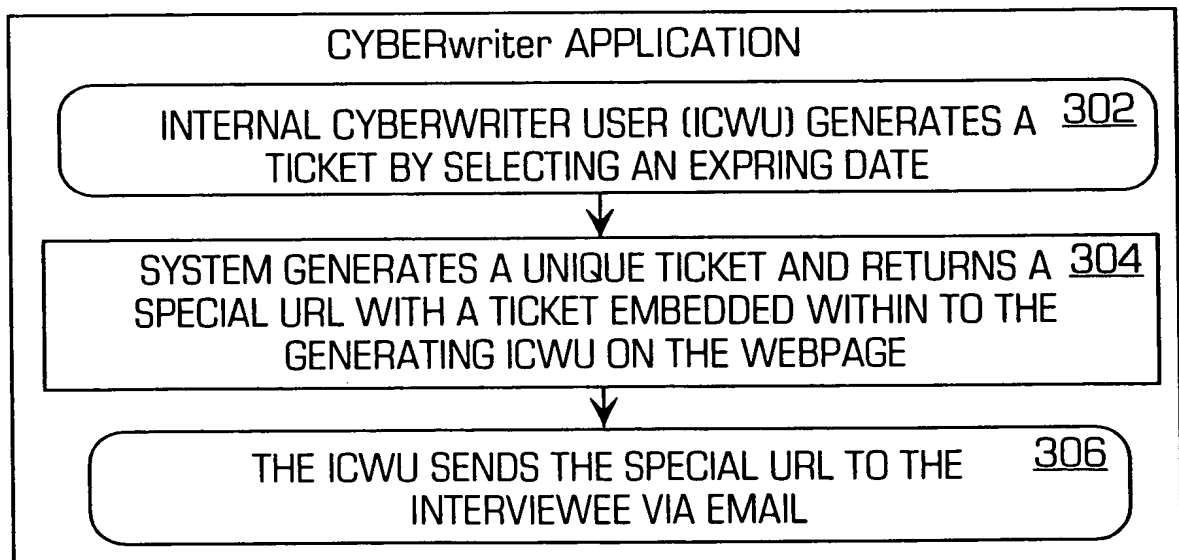 CYBERwriter APPLICATION
INTERNAL CYBERWRITER USER (ICWU) GENERATES A 302
TICKET BY SELECTING AN EXPRING DATE
SYSTEM GENERATES A UNIQUE TICKET AND RETURNS A 304
SPECIAL URL WITH A TICKET EMBEDDED WITHIN TO THE
GENERATING ICWU ON THE WEBPAGE
THE ICWU SENDS THE SPECIAL URL TO THE 306
INTERVIEWEE VIA EMAIL